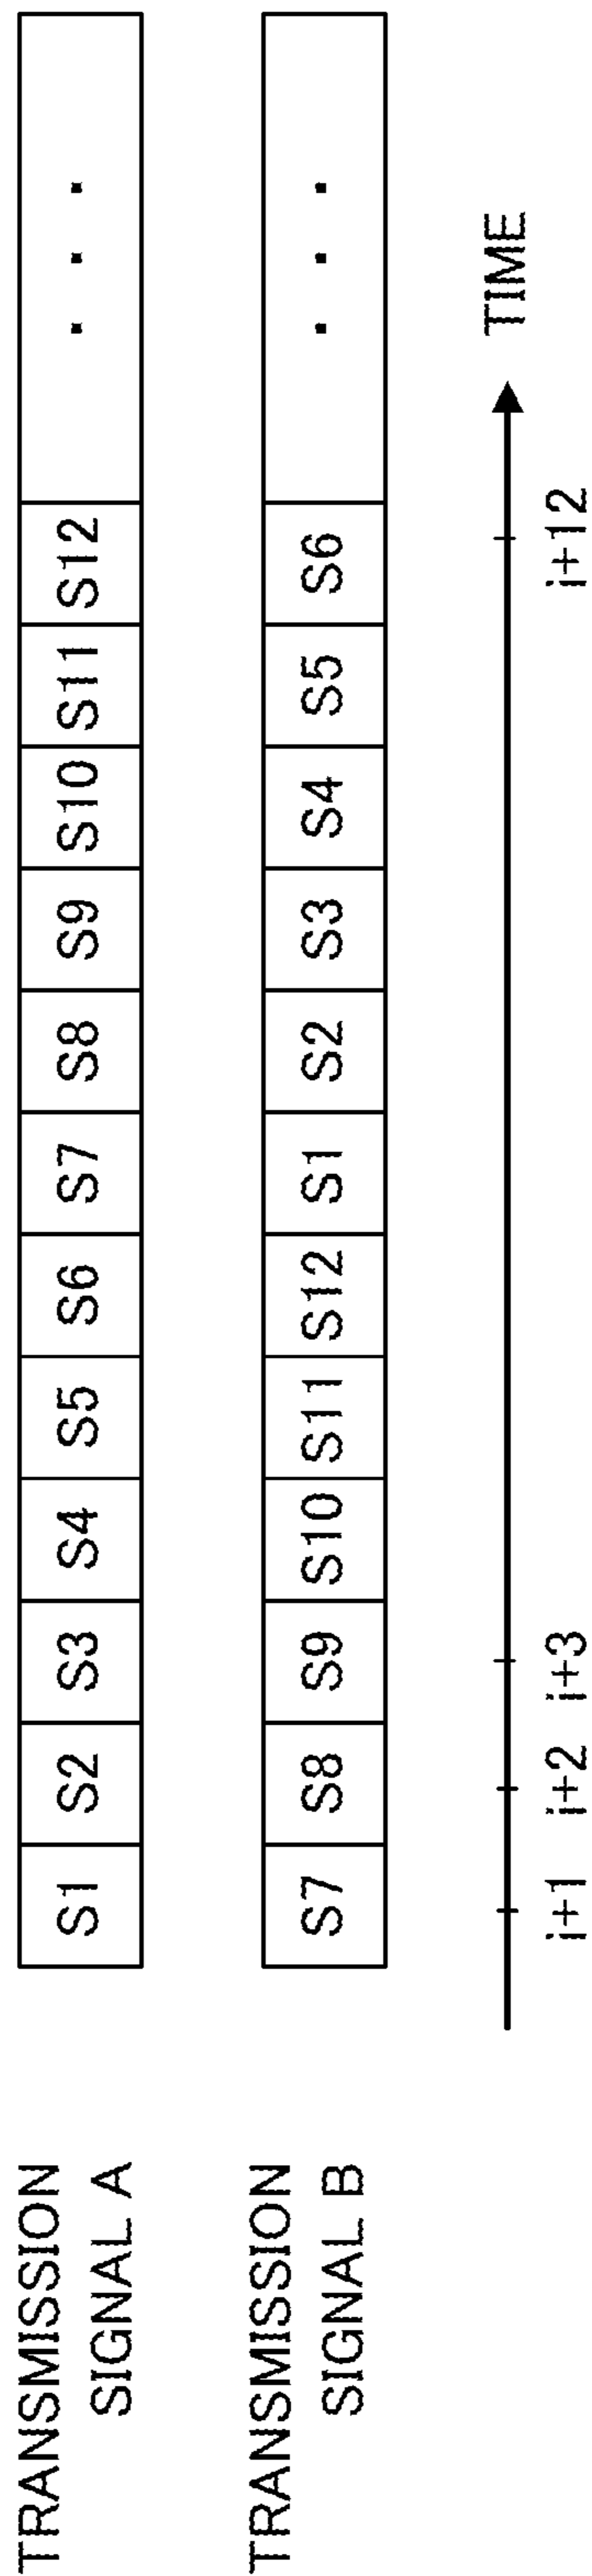 TRANSMISSION
SIGNAL A
S1 S2 S3 S4 S5 S6 S7 S8 S9 S10 S11 S12 . . .
TRANSMISSION
SIGNAL B
S7 S8 S9 S10 S11 S12 S1 S2 S3 S4 S5 S6 . . .
TIME
i+1 i+2 i+3 i+12